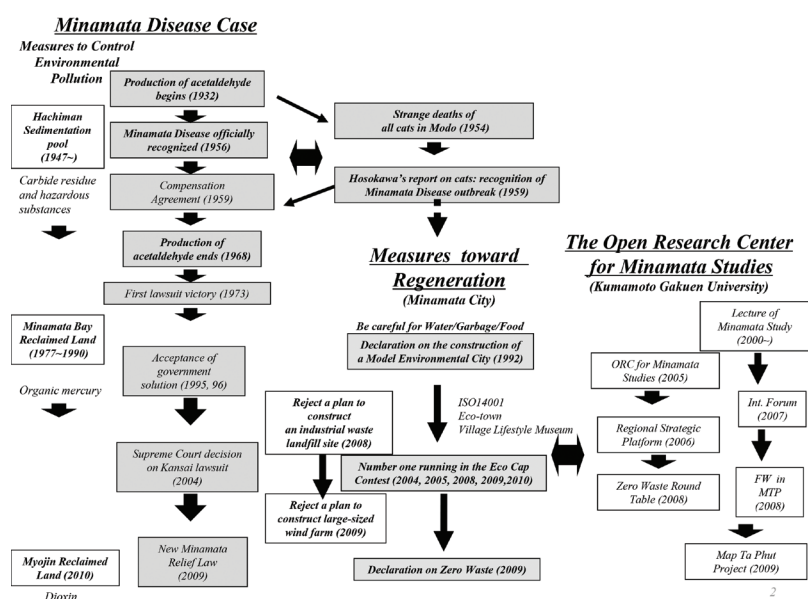 Minamata Disease Case
Measures to Control
Environmental
Pollution
Production of acetaldehyde
begins (1932)
Hachiman
Sedimentation
pool
(1947~)
Minamata Disease officially
recognized (1956)
Carbide residue
and hazardous
substances
Compensation
Agreement (1959)
Production of
acetaldehyde ends (1968)
First lawsuit victory (1973)
Minamata Bay
Reclaimed Land
(1977~1990)
Acceptance of
government
solution (1995, 96)
Organic mercury
Supreme Court decision
on Kansai lawsuit
(2004)
Myojin Reclaimed
Land (2010)
Dioxin
New Minamata
Relief Law
(2009)
Strange deaths of
all cats in Modo (1954)
Hosokawa's report on cats: recognition of
Minamata Disease outbreak (1959)
Measures toward
Regeneration
(Minamata City)
Be careful for Water/Garbage/Food
Declaration on the construction of
a Model Environmental City (1992)
ISO14001
Eco-town
Village Lifestyle Museum
Reject a plan to
construct
an industrial waste
landfill site (2008)
Number one running in the Eco Cap
Contest (2004, 2005, 2008, 2009,2010)
Reject a plan to
construct large-sized
wind farm (2009)
Declaration on Zero Waste (2009)
The Open Research Center
for Minamata Studies
(Kumamoto Gakuen University)
Lecture of
Minamata Study
(2000~)
ORC for Minamata
Studies (2005)
Int. Forum
(2007)
Regional Strategic
Platform (2006)
Zero Waste Round
Table (2008)
FW in
MTP
(2008)
Map Ta Phut
Project (2009)
2